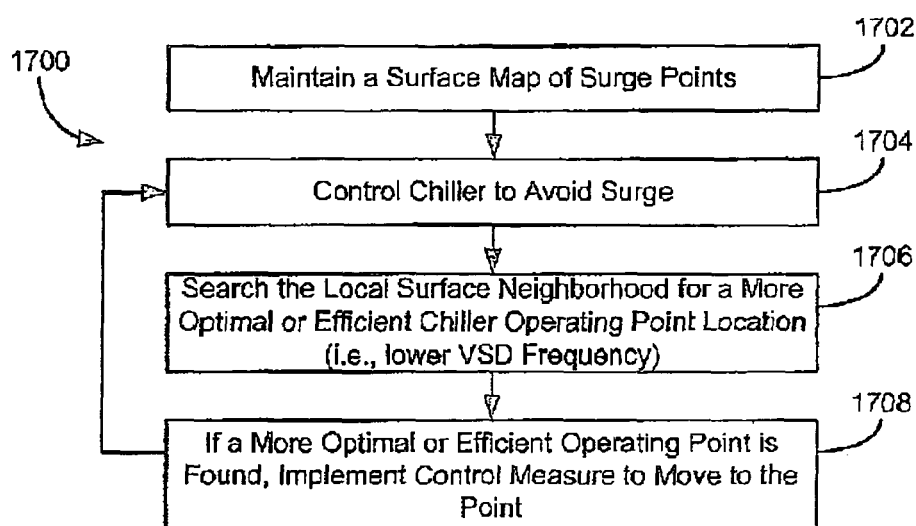 1700
1702
Maintain a Surface Map of Surge Points
1704
Control Chiller to Avoid Surge
1706
Search the Local Surface Neighborhood for a More
Optimal or Efficient Chiller Operating Point Location
(i.e., lower VSD Frequency)
1708
If a More Optimal or Efficient Operating Point is
Found, Implement Control Measure to Move to the
Point